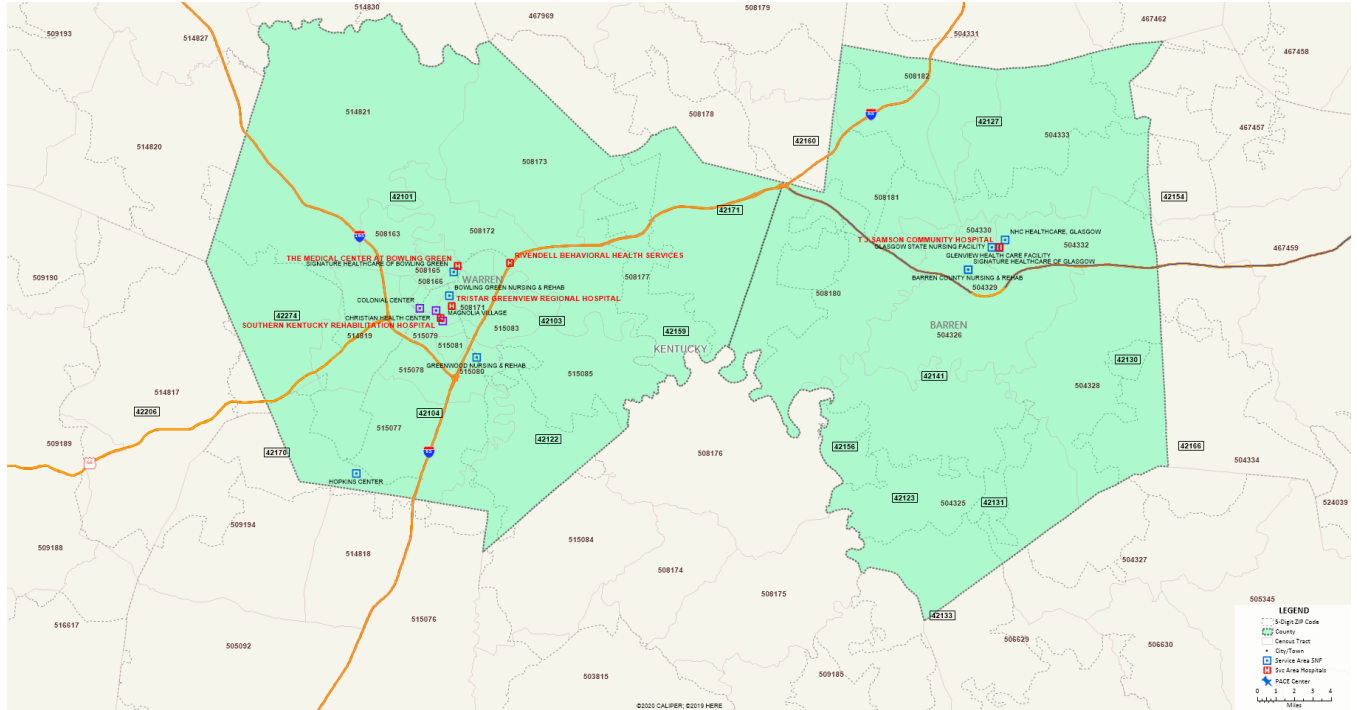 514830
467969
508179
467462
509193
514827
504331
467458
508182
514821
508178
42127
504333
467457
514820
42160
508173
42101
508181
42154
42171
508163
508172
504330
NHC HEALTHCARE, GLASGOW
T J SAMSON COMMUNITY HOSPITAL
GLASGOW STATE NURSING FACILITY
504332
467459
RIVENDELL BEHAVIORAL HEALTH SERVICES
GLENVIEW HEALTH CARE FACILITY
THE MEDICAL CENTER AT BOWLING GREEN
SIGNATURE HEALTHCARE OF BOWLING GREEN
SIGNATURE HEALTHCARE OF GLASGOW
508165
508166
WARREN
508177
BARREN COUNTY NURSING & REHAB
509190
BOWLING GREEN NURSING & REHAB
504329
508180
COLONIAL CENTER
TRISTAR GREENVIEW REGIONAL HOSPITAL
508171
42274
CHRISTIAN HEALTH CENTER
MAGNOLIA VILLAGE
42103
SOUTHERN KENTUCKY REHABILITATION HOSPITAL
515083
42159
BARREN
514819
515079
504326
515081
KENTUCKY
42130
GREENWOOD NURSING & REHAB
515078
515080
515085
42141
504328
514817
42206
42104
515077
42122
509189
42170
508176
42156
42166
504334
HOPKINS CENTER
42123
504325
42131
524039
509194
509188
514818
515084
504327
508174
508175
505345
42133
515076
516617
505092
506629
506630
503815
509185
LEGEND
5-Digit ZIP Code
County
Census Tract
City/Town
Service Area SNF
Svc Area Hospitals
PACE Center
0 1 2 3 4
Miles
©2020 CALIPER; ©2019 HERE